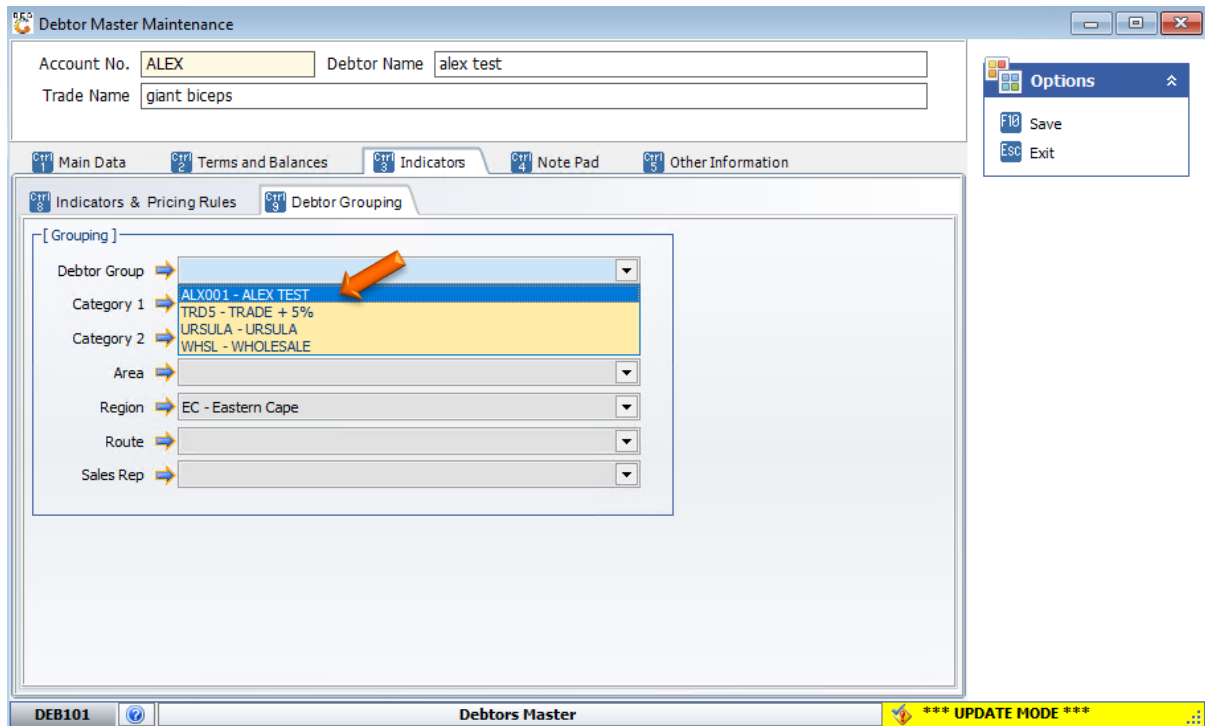 Debtor Master Maintenance
Account No. ALEX Debtor Name alex test
Trade Name giant biceps
Options
F10 Save
Esc Exit
Ctrl 1 Main Data Ctrl 2 Terms and Balances Ctrl 3 Indicators Ctrl 4 Note Pad Ctrl 5 Other Information
Ctrl 8 Indicators & Pricing Rules Ctrl 9 Debtor Grouping
[ Grouping ]
Debtor Group
ALX001 - ALEX TEST
Category 1
TRD5 - TRADE + 5%
URSULA - URSULA
Category 2
WHSL - WHOLESALE
Area
Region EC - Eastern Cape
Route
Sales Rep
DEB101 Debtors Master *** UPDATE MODE ***